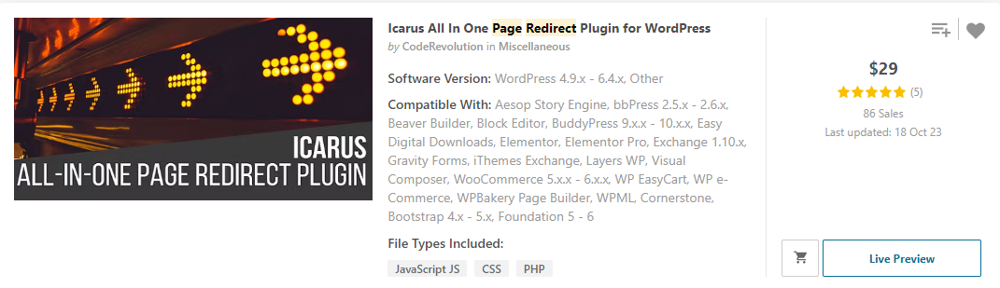 ICARUS
ALL-IN-ONE PAGE REDIRECT PLUGIN
Icarus All In One Page Redirect Plugin for WordPress
by CodeRevolution in Miscellaneous
Software Version: WordPress 4.9.x - 6.4.x, Other
Compatible With: Aesop Story Engine, bbPress 2.5.x - 2.6.x,
Beaver Builder, Block Editor, BuddyPress 9.x.x - 10.x.x, Easy
Digital Downloads, Elementor, Elementor Pro, Exchange 1.10.x,
Gravity Forms, iThemes Exchange, Layers WP, Visual
Composer, WooCommerce 5.x.x - 6.x.x, WP EasyCart, WP e-
Commerce, WPBakery Page Builder, WPML, Cornerstone,
Bootstrap 4.x - 5.x, Foundation 5 - 6
File Types Included:
JavaScript JS CSS PHP
$29
(5)
86 Sales
Last updated: 18 Oct 23
Live Preview